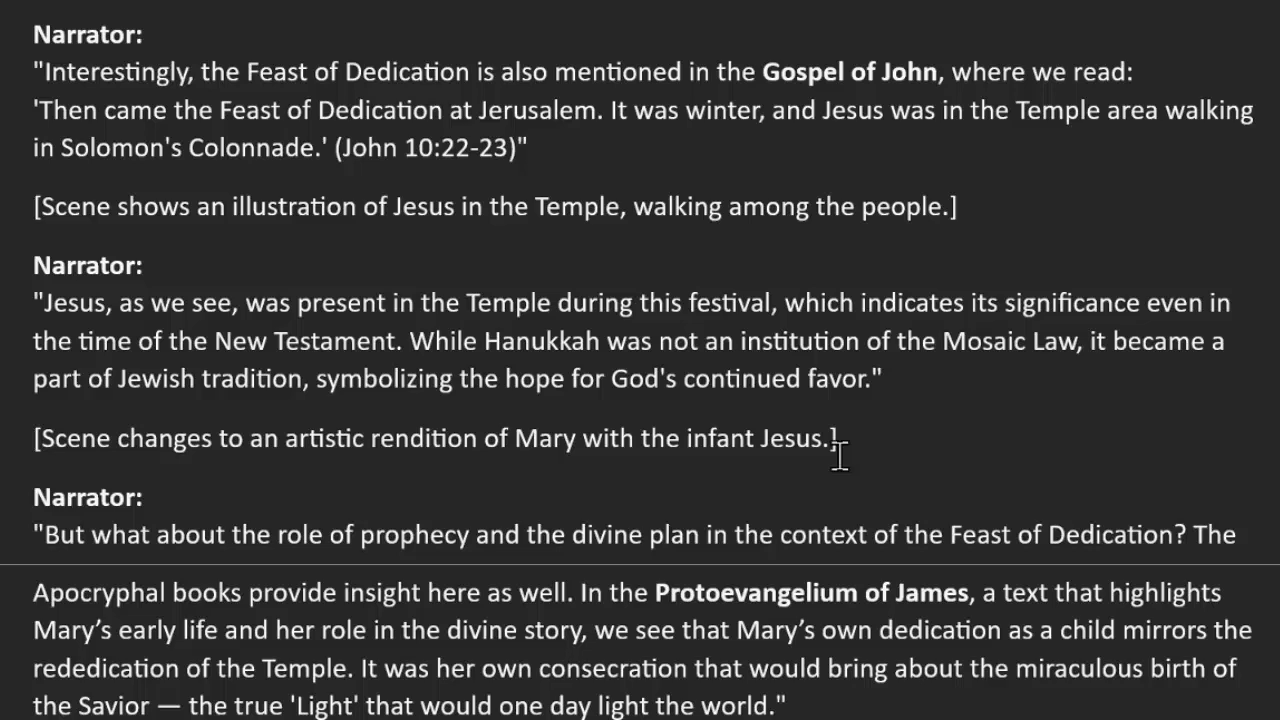 Narrator:
"Interestingly, the Feast of Dedication is also mentioned in the Gospel of John, where we read:
'Then came the Feast of Dedication at Jerusalem. It was winter, and Jesus was in the Temple area walking
in Solomon's Colonnade.' (John 10:22-23)"
[Scene shows an illustration of Jesus in the Temple, walking among the people.]
Narrator:
"Jesus, as we see, was present in the Temple during this festival, which indicates its significance even in
the time of the New Testament. While Hanukkah was not an institution of the Mosaic Law, it became a
part of Jewish tradition, symbolizing the hope for God's continued favor."
[Scene changes to an artistic rendition of Mary with the infant Jesus.]
Narrator:
"But what about the role of prophecy and the divine plan in the context of the Feast of Dedication? The
Apocryphal books provide insight here as well. In the Protoevangelium of James, a text that highlights
Mary’s early life and her role in the divine story, we see that Mary’s own dedication as a child mirrors the
rededication of the Temple. It was her own consecration that would bring about the miraculous birth of
the Savior — the true 'Light' that would one day light the world."